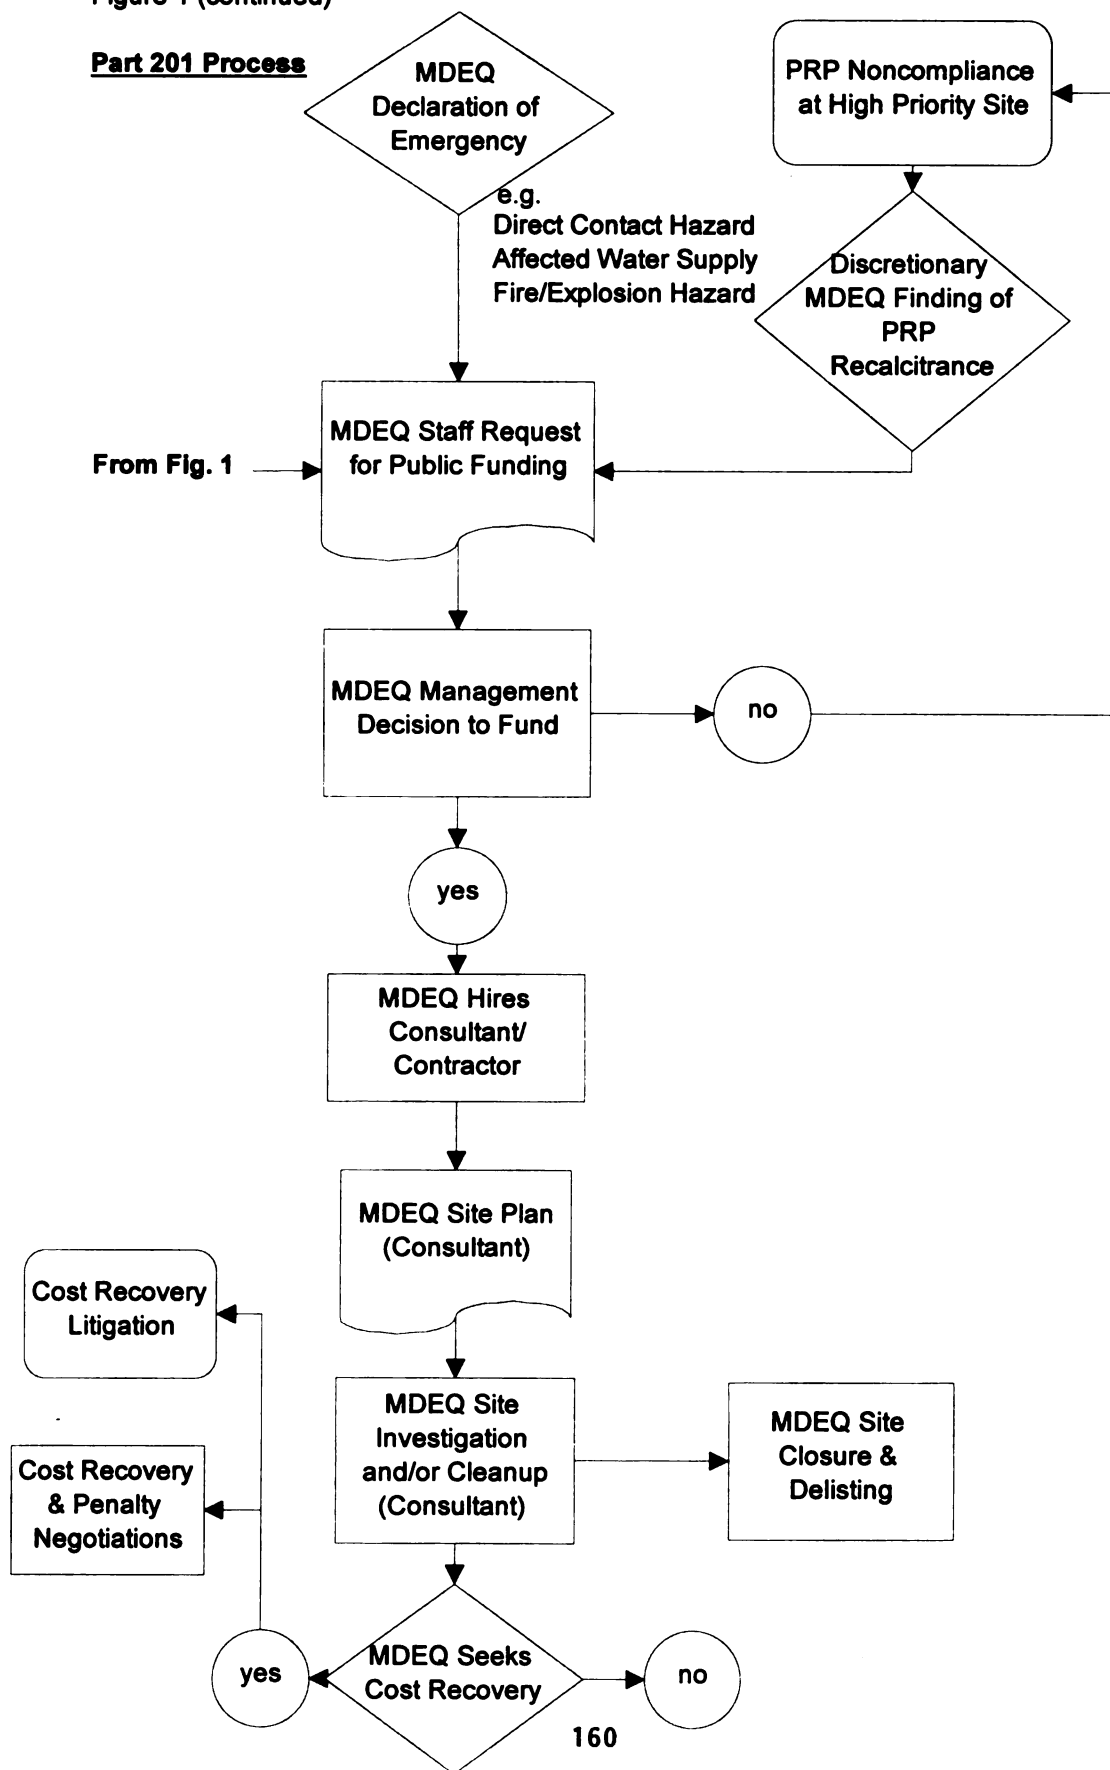 Figure 1 (continued)
Part 201 Process
MDEQ
Declaration of
Emergency
PRP Noncompliance
at High Priority Site
e.g.
Direct Contact Hazard
Affected Water Supply
Fire/Explosion Hazard
Discretionary
MDEQ Finding of
PRP
Recalcitrance
From Fig. 1
MDEQ Staff Request
for Public Funding
MDEQ Management
Decision to Fund
no
yes
MDEQ Hires
Consultant/
Contractor
MDEQ Site Plan
(Consultant)
Cost Recovery
Litigation
MDEQ Site
Investigation
and/or Cleanup
(Consultant)
MDEQ Site
Closure &
Delisting
Cost Recovery
& Penalty
Negotiations
yes
MDEQ Seeks
Cost Recovery
no
160